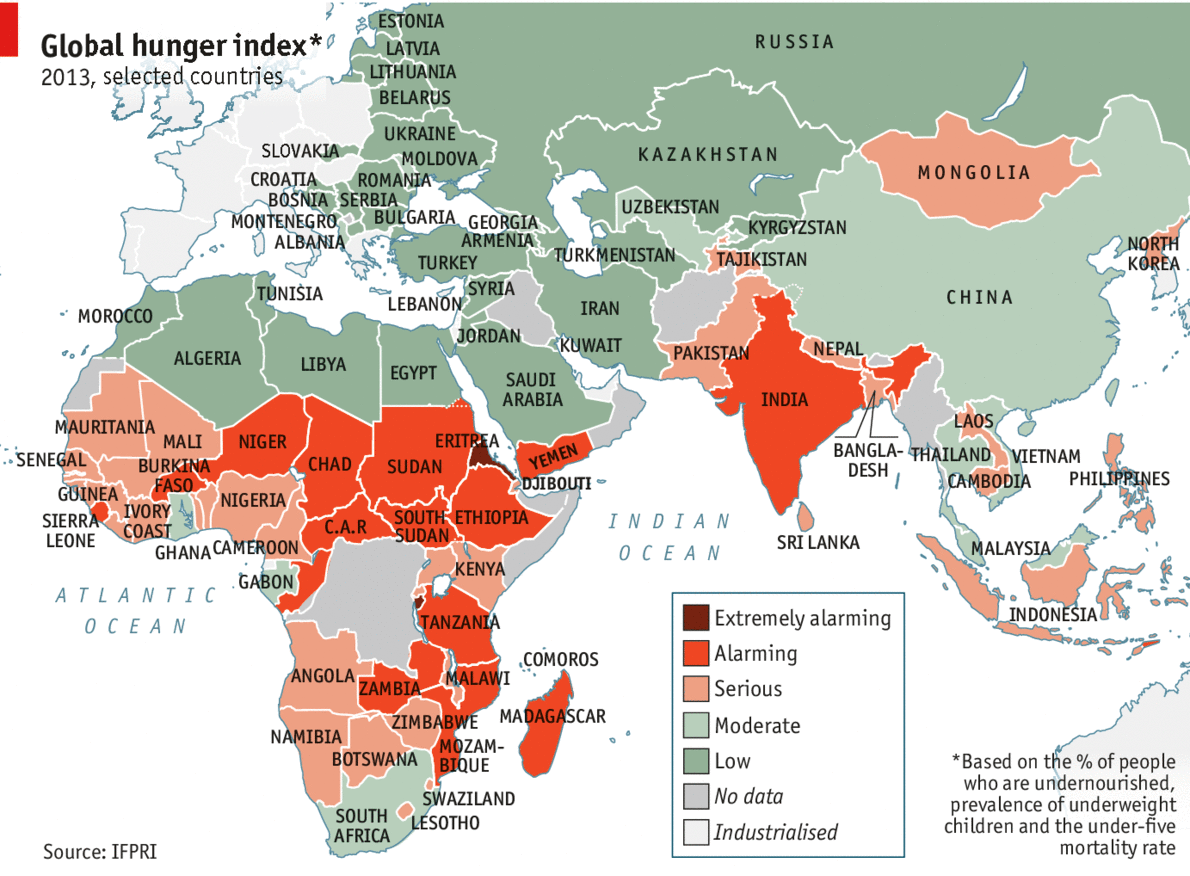 Global hunger index*
2013, selected countries
ESTONIA
LATVIA
LITHUANIA
BELARUS
RUSSIA
UKRAINE
MOLDOVA
SLOVAKIA
CROATIA
ROMANIA
BOSNIA
SERBIA
MONTENEGRO
BULGARIA
ALBANIA
GEORGIA
ARMENIA
TURKEY
KAZAKHSTAN
MONGOLIA
UZBEKISTAN
KYRGYZSTAN
TURKMENISTAN
TAJIKISTAN
NORTH
KOREA
CHINA
TUNISIA
LEBANON
SYRIA
IRAN
MOROCCO
JORDAN
KUWAIT
PAKISTAN
NEPAL
ALGERIA
LIBYA
EGYPT
SAUDI
ARABIA
INDIA
MAURITANIA
MALI
NIGER
CHAD
SUDAN
ERITREA
YEMEN
DJIBOUTI
BANGLA-
DESH
LAOS
THAILAND
VIETNAM
CAMBODIA
PHILIPPINES
SENEGAL
BURKINA
FASO
GUINEA
IVORY
COAST
NIGERIA
SIERRA
LEONE
GHANA
CAMEROON
C.A.R
SOUTH
SUDAN
ETHIOPIA
INDIAN
OCEAN
SRI LANKA
MALAYSIA
GABON
KENYA
ATLANTIC
OCEAN
TANZANIA
INDONESIA
ANGOLA
ZAMBIA
MALAWI
COMOROS
MADAGASCAR
ZIMBABWE
NAMIBIA
BOTSWANA
MOZAM-
BIQUE
SWAZILAND
LESOTHO
SOUTH
AFRICA
Extremely alarming
Alarming
Serious
Moderate
Low
No data
Industrialised
*Based on the % of people
who are undernourished,
prevalence of underweight
children and the under-five
mortality rate
Source: IFPRI